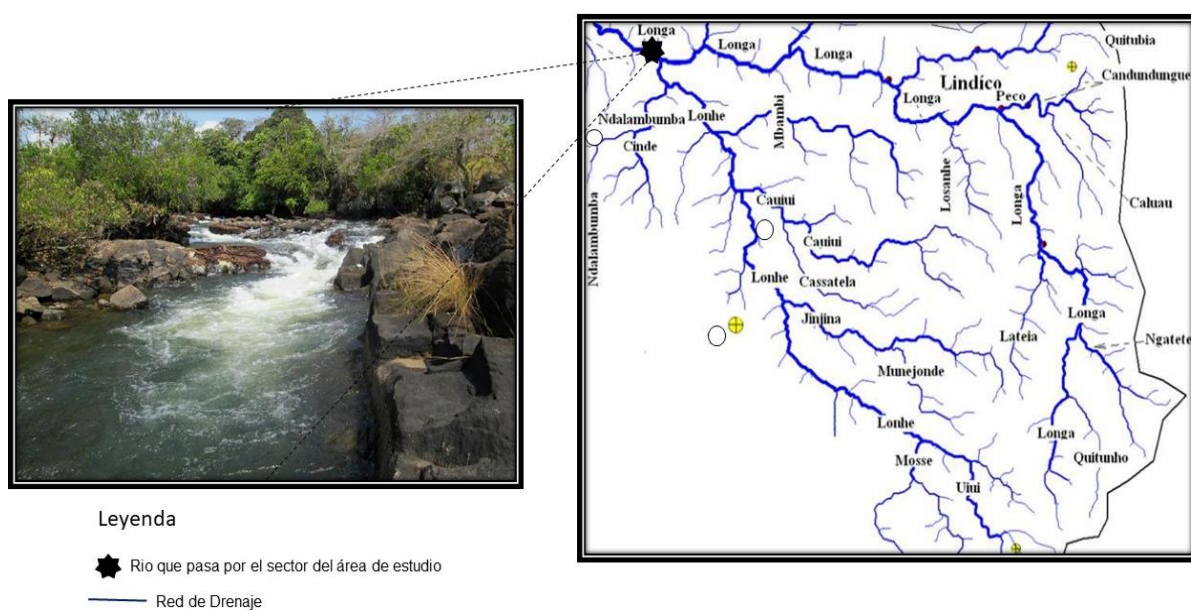 Longa
Longa
Longa
Quitubia
Lindíco
Candundungue
Peco
Longa
Ndalambumba
Lonhe
Mbambi
Cinde
Losanhe
Longa
Caluau
Ndalambumba
Cauiui
Cauiui
Lonhe
Cassatela
Jinjina
Lateia
Longa
Ngatete
Munejonde
Lonhe
Longa
Mosse
Quitunho
Uiui
Leyenda
Rio que pasa por el sector del área de estudio
Red de Drenaje